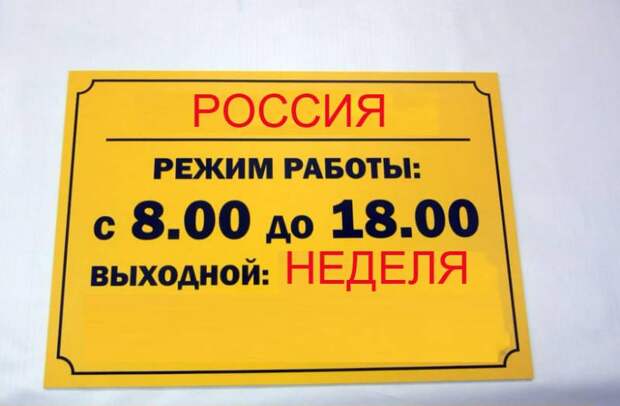 РОССИЯ
РЕЖИМ РАБОТЫ:
с 8.00 до 18.00
ВЫХОДНОЙ: НЕДЕЛЯ